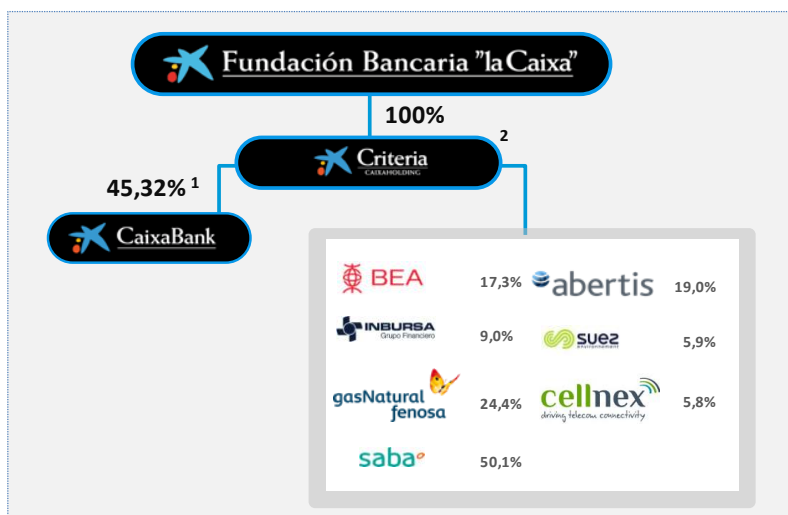 Fundación Bancaria "la Caixa"
100%
2
Criteria
CAIXAHOLDING
45,32% 1
CaixaBank
BEA
17,3%
abertis
19,0%
INBURSA
Grupo Financiero
9,0%
suez
environnement
5,9%
gasNatural
fenosa
24,4%
cellnex
driving telecom connectivity
5,8%
saba
50,1%